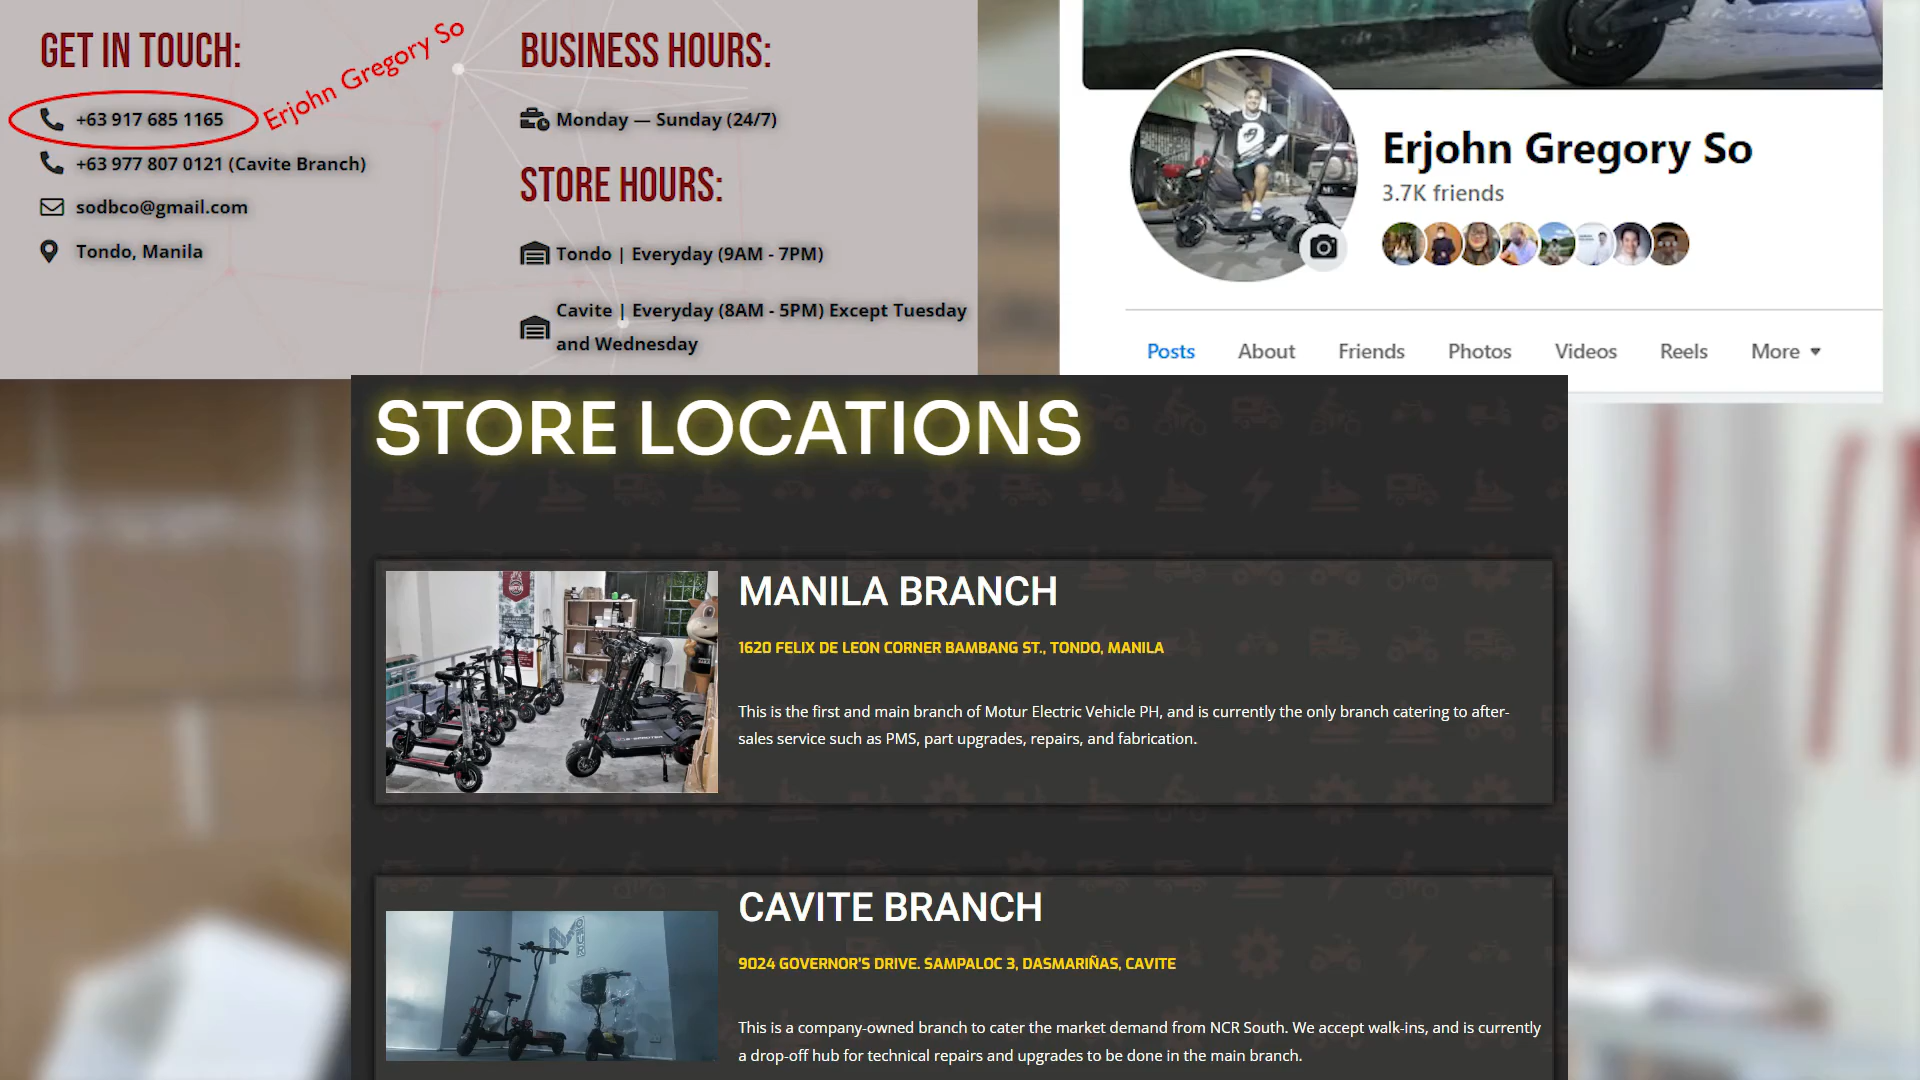 GET IN TOUCH:
+63 917 685 1165
Erjohn Gregory So
+63 977 807 0121 (Cavite Branch)
sodbco@gmail.com
Tondo, Manila
BUSINESS HOURS:
Monday — Sunday (24/7)
STORE HOURS:
Tondo | Everyday (9AM - 7PM)
Cavite | Everyday (8AM - 5PM) Except Tuesday
and Wednesday
Erjohn Gregory So
3.7K friends
Posts
About
Friends
Photos
Videos
Reels
More
STORE LOCATIONS
MANILA BRANCH
1620 FELIX DE LEON CORNER BAMBANG ST., TONDO, MANILA
This is the first and main branch of Motur Electric Vehicle PH, and is currently the only branch catering to after-
sales service such as PMS, part upgrades, repairs, and fabrication.
CAVITE BRANCH
9024 GOVERNOR'S DRIVE. SAMPALOC 3, DASMARIÑAS, CAVITE
This is a company-owned branch to cater the market demand from NCR South. We accept walk-ins, and is currently
a drop-off hub for technical repairs and upgrades to be done in the main branch.